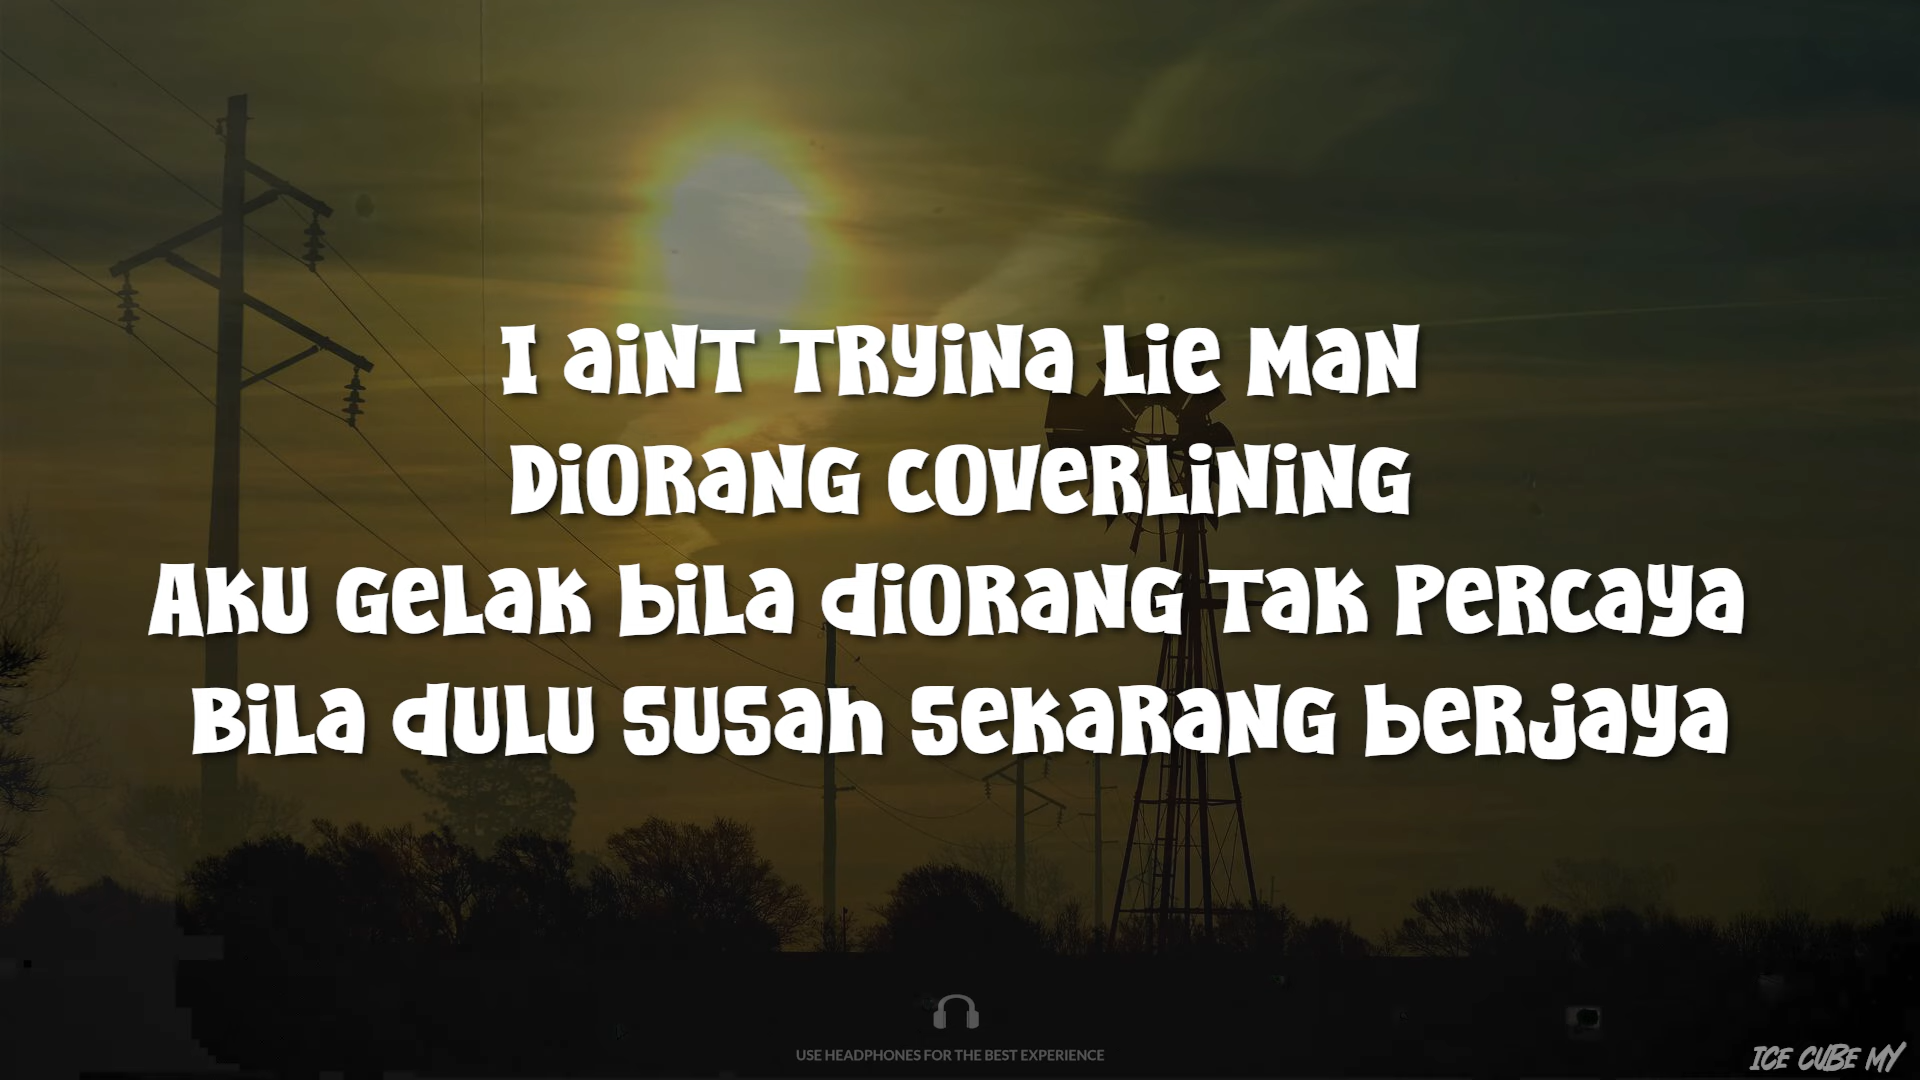 I aint tryina lie man
Diorang coverlining
Aku gelak bila diorang tak percaya
Bila dulu susah sekarang berjaya
USE HEADPHONES FOR THE BEST EXPERIENCE
ICE CUBE MY